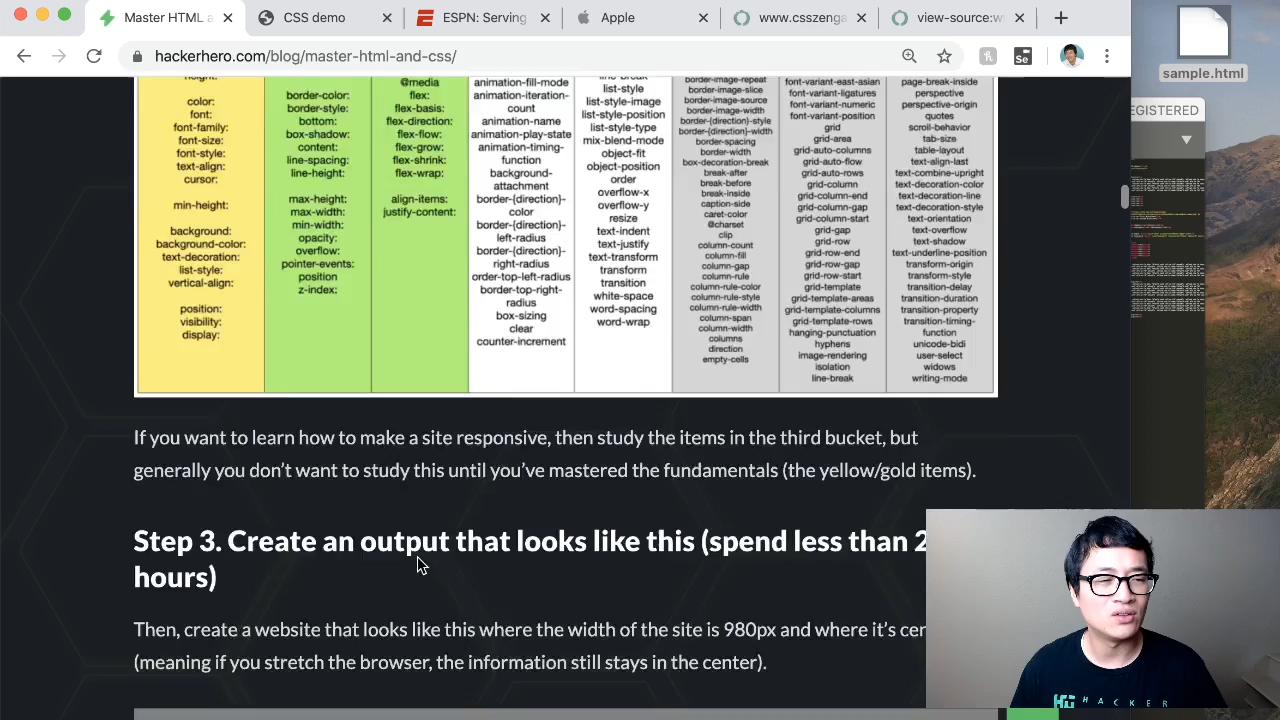 Master HTML a
CSS demo
ESPN: Serving
Apple
www.csszenga
view-source:w
hackerhero.com/blog/master-html-and-css/
Se
sample.html
EGISTERED
height:
color:
font:
font-family:
font-size:
font-style:
text-align:
cursor:
min-height:
background:
background-color:
text-decoration:
list-style:
vertical-align:
position:
visibility:
display:
border-color:
border-style:
bottom:
box-shadow:
content:
line-spacing:
line-height:
max-height:
max-width:
min-width:
opacity:
overflow:
pointer-events:
position
z-index:
@media
flex:
flex-basis:
flex-direction:
flex-flow:
flex-grow:
flex-shrink:
flex-wrap:
align-items:
justify-content:
animation-fill-mode
animation-iteration-
count
animation-name
animation-play-state
animation-timing-
function
background-
attachment
border-{direction}-
color
border-{direction}-
left-radius
border-{direction}-
right-radius
order-top-left-radius
border-top-right-
radius
box-sizing
clear
counter-increment
line-break
list-style
list-style-image
list-style-position
list-style-type
mix-blend-mode
object-fit
object-position
order
overflow-x
overflow-y
resize
text-indent
text-justify
text-transform
transform
transition
white-space
word-spacing
word-wrap
border-image-repeat
border-image-slice
border-image-source
border-image-width
border-{direction}-style
border-{direction}-width
border-spacing
border-width
box-decoration-break
break-after
break-before
break-inside
caption-side
caret-color
@charset
clip
column-count
column-fill
column-gap
column-rule
column-rule-color
column-rule-style
column-rule-width
column-span
column-width
columns
direction
empty-cells
font-variant-east-asian
font-variant-ligatures
font-variant-numeric
font-variant-position
grid
grid-area
grid-auto-columns
grid-auto-flow
grid-auto-rows
grid-column
grid-column-end
grid-column-gap
grid-column-start
grid-gap
grid-row
grid-row-end
grid-row-gap
grid-row-start
grid-template
grid-template-areas
grid-template-columns
grid-template-rows
hanging-punctuation
hyphens
image-rendering
isolation
line-break
page-break-inside
perspective
perspective-origin
quotes
scroll-behavior
tab-size
table-layout
text-align-last
text-combine-upright
text-decoration-color
text-decoration-line
text-decoration-style
text-orientation
text-overflow
text-shadow
text-underline-position
transform-origin
transform-style
transition-delay
transition-duration
transition-property
transition-timing-
function
unicode-bidi
user-select
widows
writing-mode
If you want to learn how to make a site responsive, then study the items in the third bucket, but
generally you don't want to study this until you've mastered the fundamentals (the yellow/gold items).
Step 3. Create an output that looks like this (spend less than 2
hours)
Then, create a website that looks like this where the width of the site is 980px and where it's cer
(meaning if you stretch the browser, the information still stays in the center).
HACKER